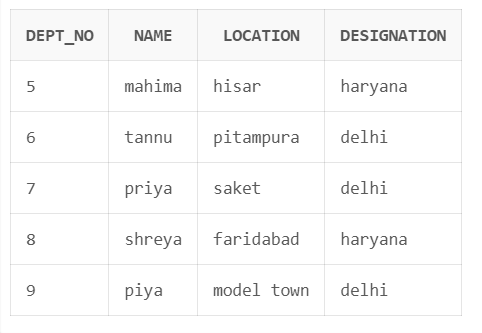 DEPT_NO NAME LOCATION DESIGNATION
5 mahima hisar haryana
6 tannu pitampura delhi
7 priya saket delhi
8 shreya faridabad haryana
9 piya model town delhi